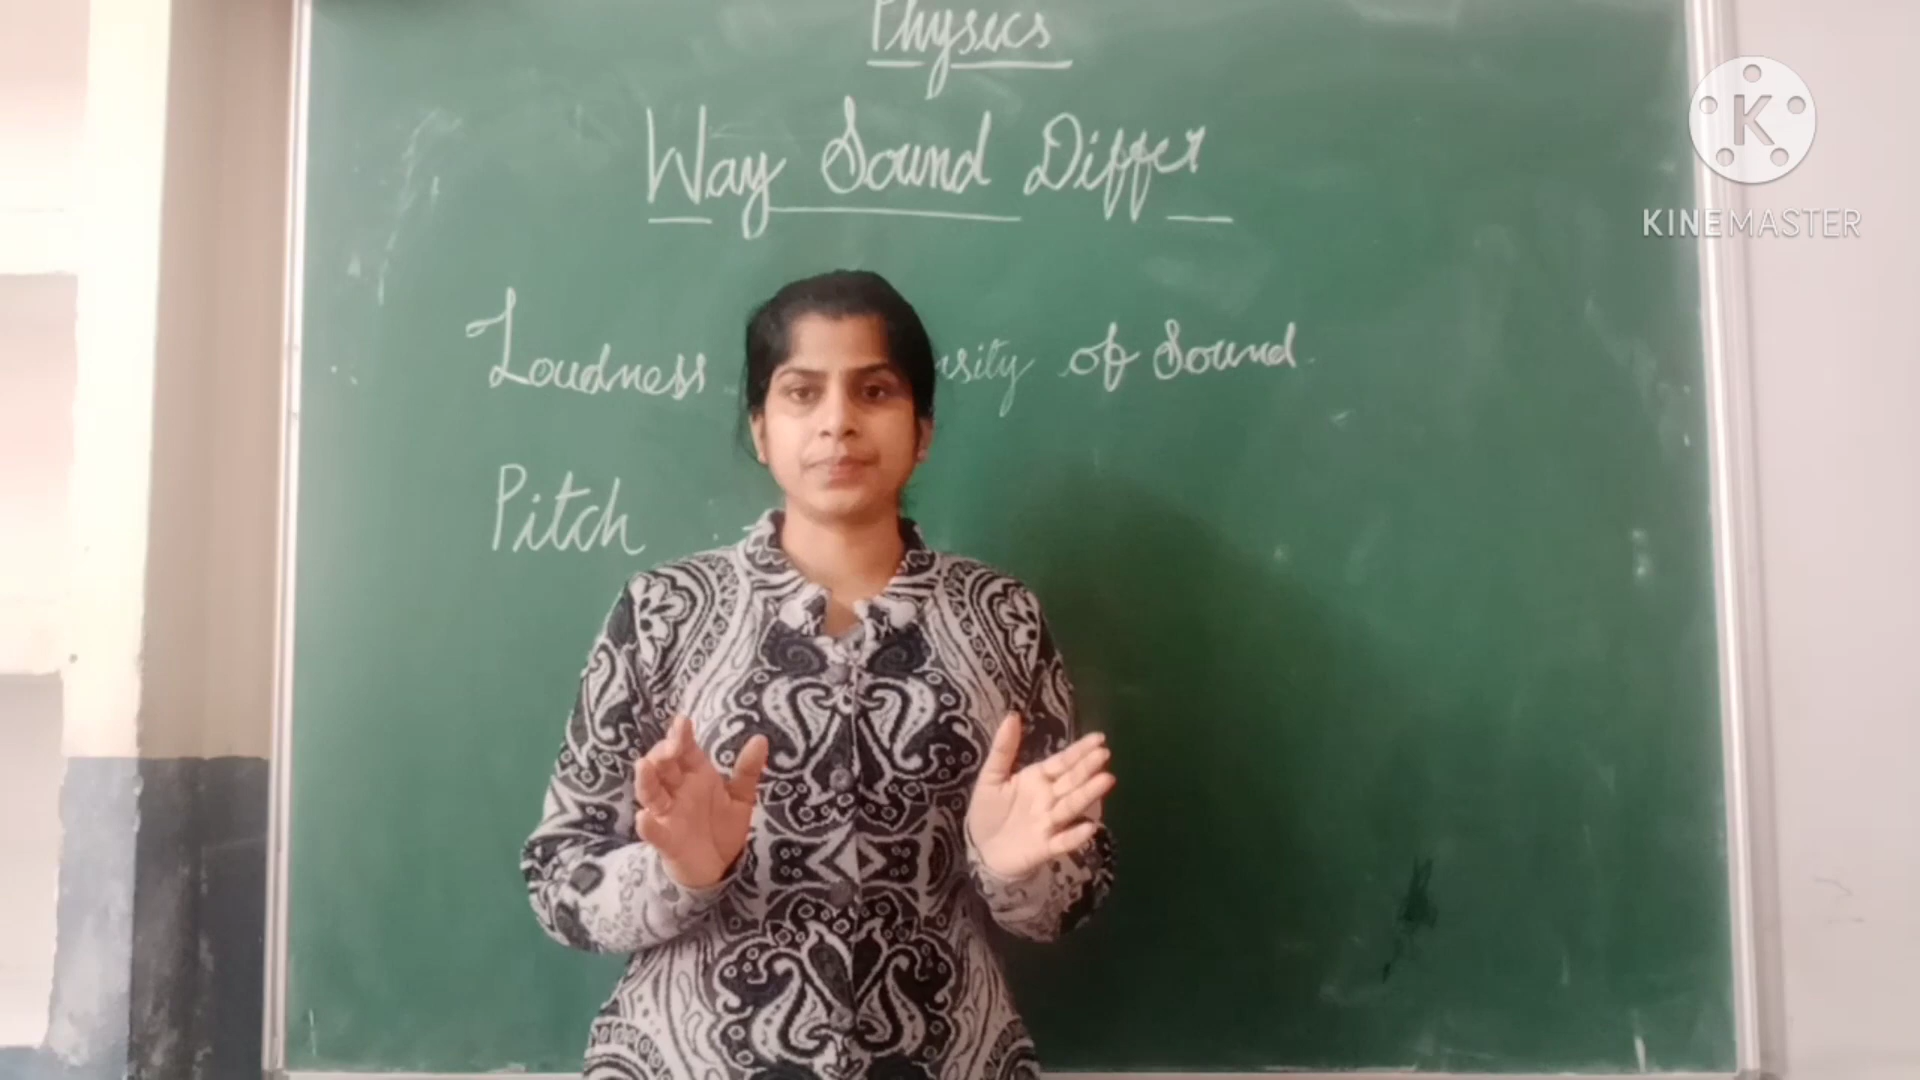 Physics
Way Sound Differ
Loudness of Sound
Pitch
K
KINEMASTER